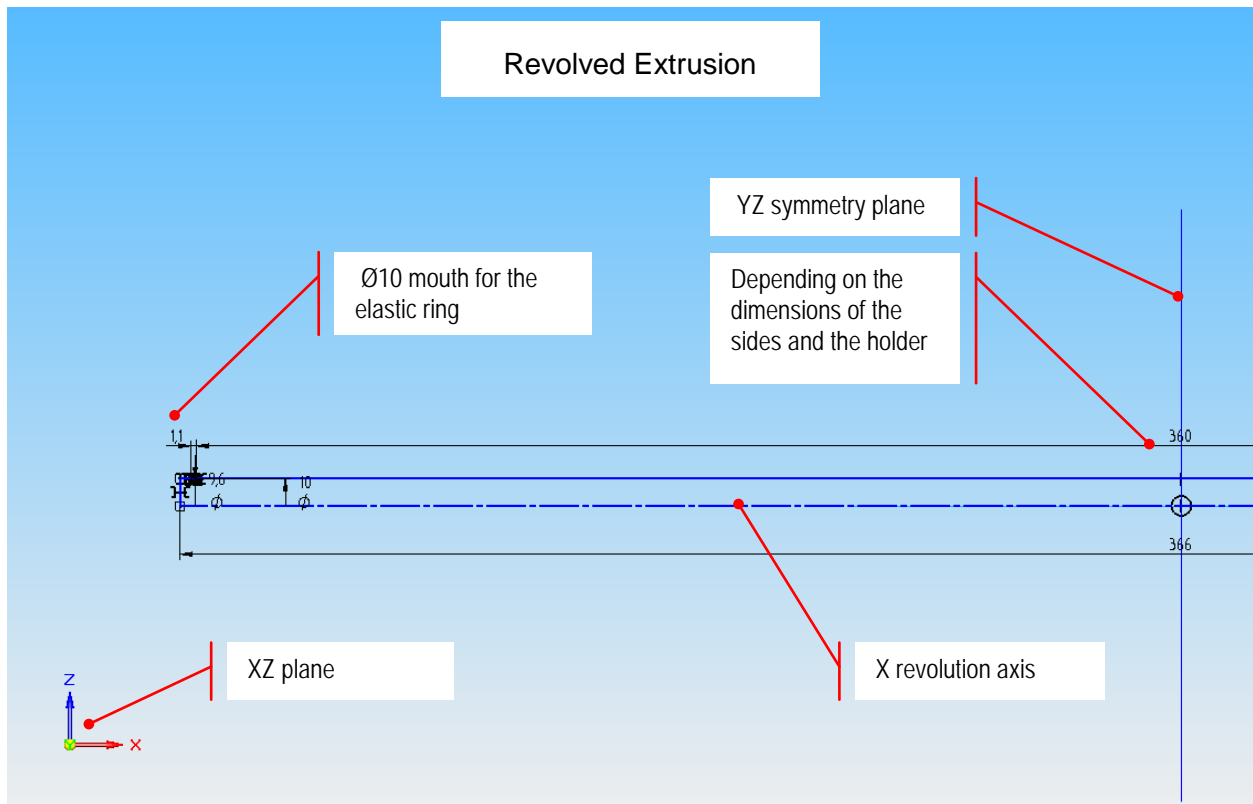 Revolved Extrusion
YZ symmetry plane
Ø10 mouth for the
elastic ring
Depending on the
dimensions of the
sides and the holder
1,1
360
9,6
Ø
10
Ø
366
XZ plane
X revolution axis
Z
Y
X